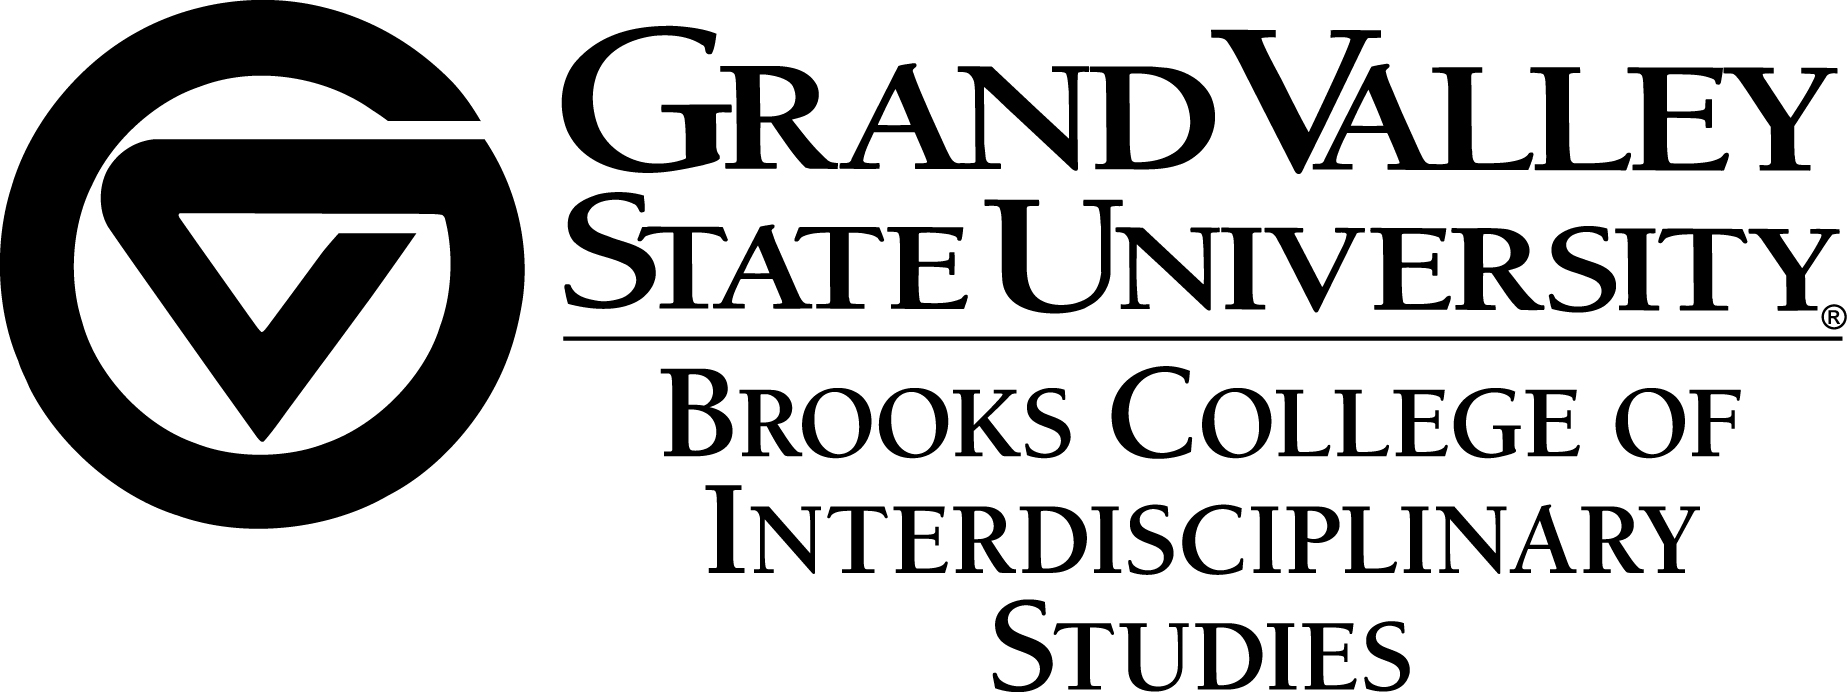 GRAND VALLEY
STATE UNIVERSITY®
BROOKS COLLEGE OF
INTERDISCIPLINARY
STUDIES